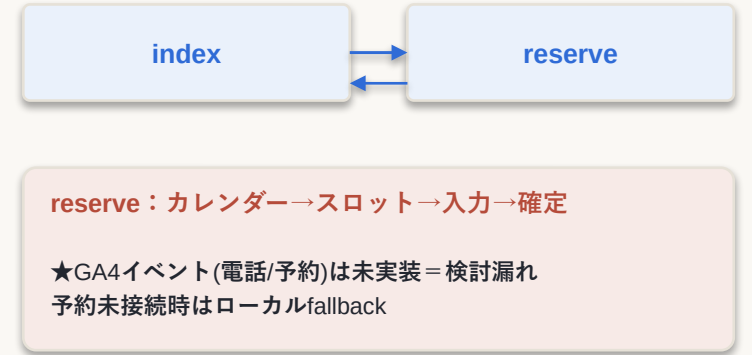 index
reserve
reserve：カレンダー→スロット→入力→確定
★GA4イベント(電話/予約)は未実装＝検討漏れ
予約未接続時はローカルfallback